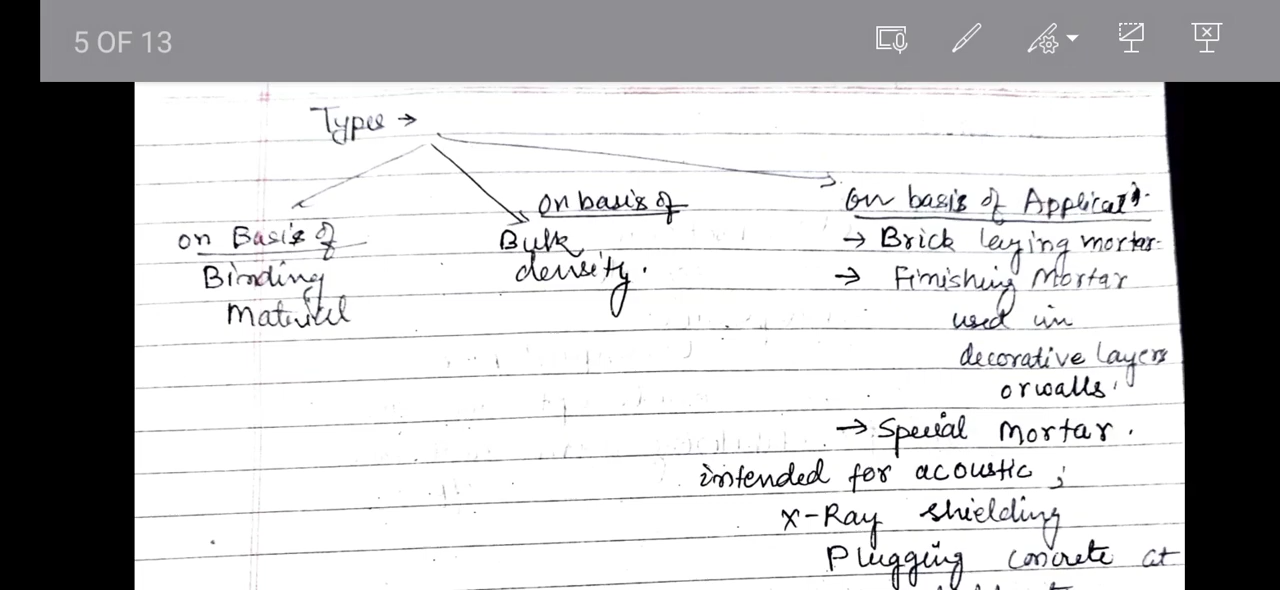 5 OF 13
Types →
on Basis of
Binding
Material
on basis of
Bulk
density.
on basis of Applicati.
→ Brick laying mortar.
→ Finishing Mortar
used in
decorative layers
or walls.
→ Special Mortar.
intended for acoustic ;
X-Ray shielding
Plugging concrete at